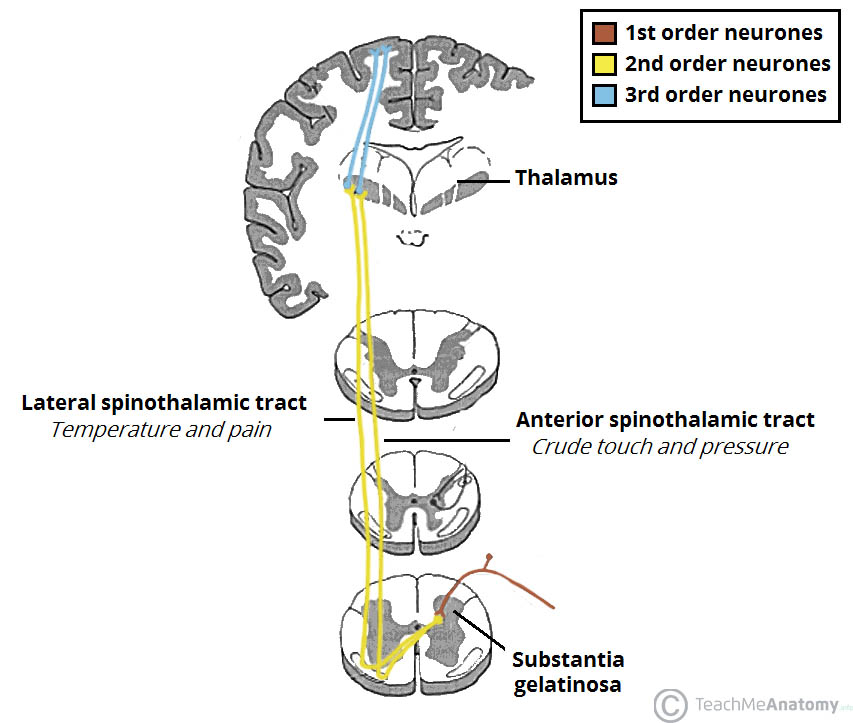 1st order neurones
2nd order neurones
3rd order neurones
Thalamus
Lateral spinothalamic tract
Temperature and pain
Anterior spinothalamic tract
Crude touch and pressure
Substantia
gelatinosa
© TeachMeAnatomy.info